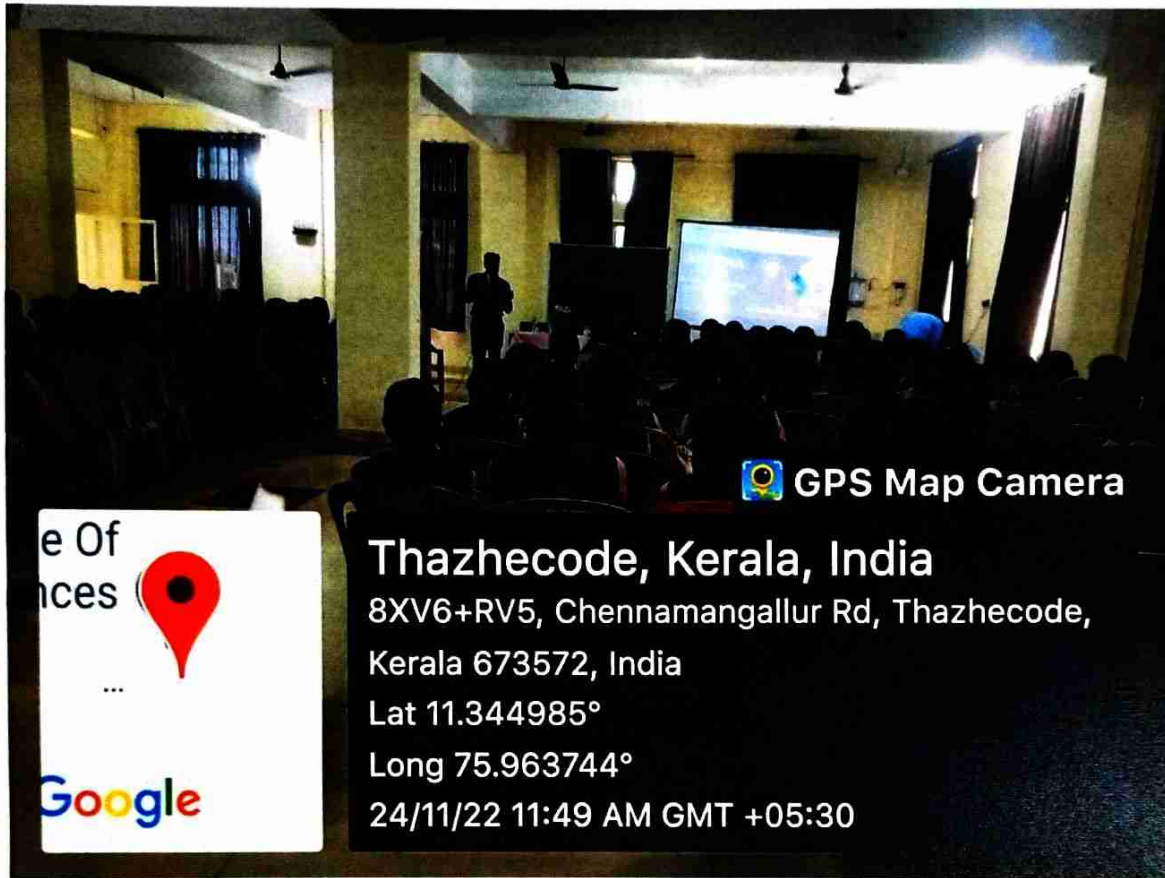 GPS Map Camera
e Of
nces
...
Google
Thazhecode, Kerala, India
8XV6+RV5, Chennamangallur Rd, Thazhecode,
Kerala 673572, India
Lat 11.344985°
Long 75.963744°
24/11/22 11:49 AM GMT +05:30